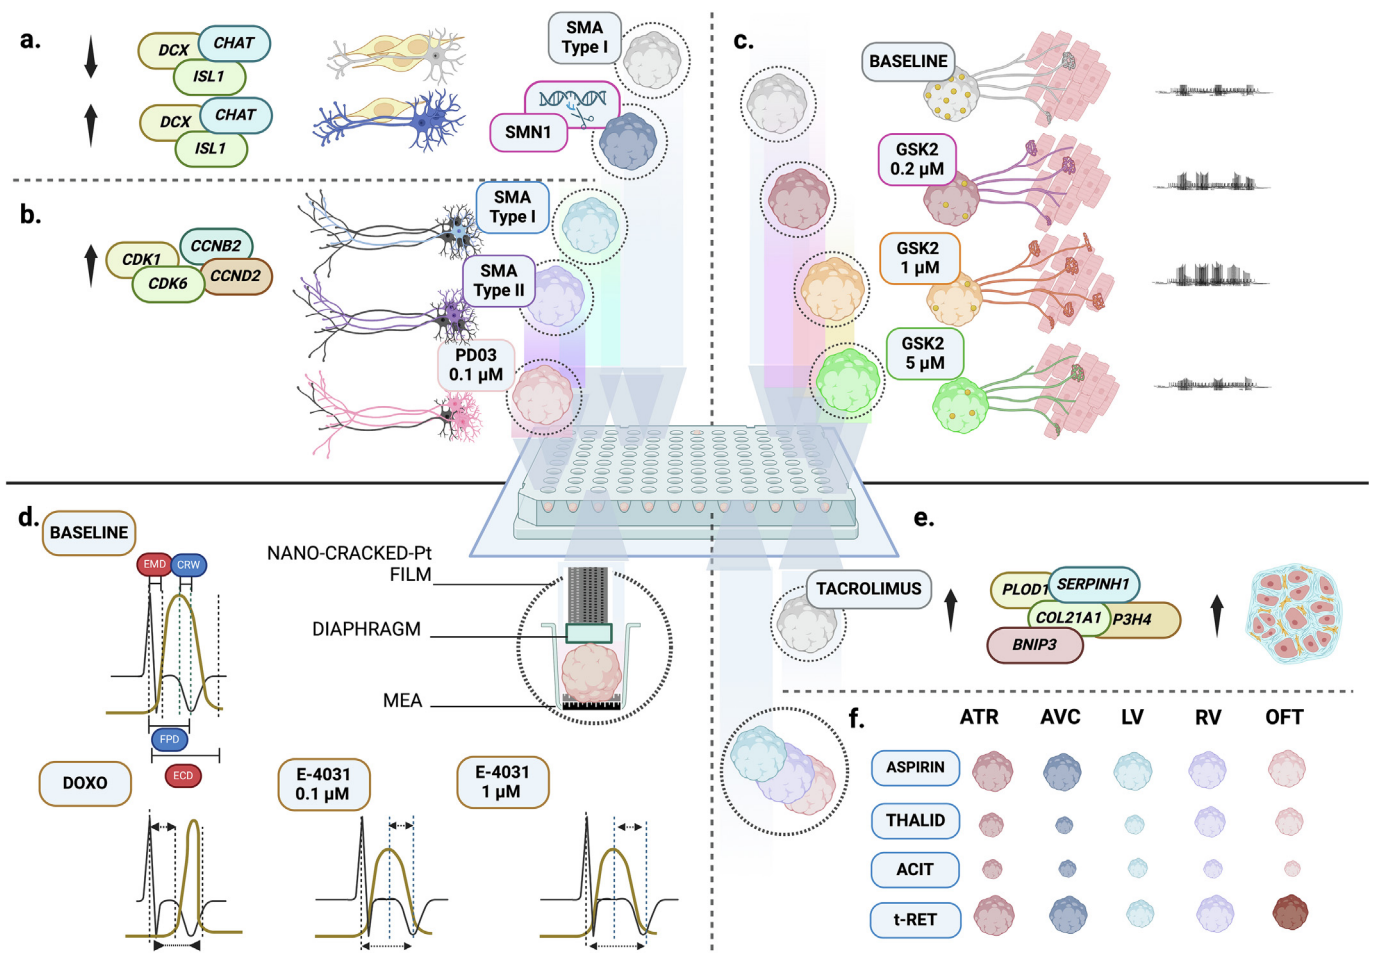 a.
DCX
CHAT
ISL1
DCX
CHAT
ISL1
SMA
Type I
SMN1
b.
CDK1
CCNB2
CDK6
CCND2
SMA
Type I
SMA
Type II
PD03
0.1 µM
c.
BASELINE
GSK2
0.2 µM
GSK2
1 µM
GSK2
5 µM
d.
BASELINE
EMD
CRW
FPD
ECD
NANO-CRACKED-Pt
FILM
DIAPHRAGM
MEA
DOXO
E-4031
0.1 µM
E-4031
1 µM
e.
TACROLIMUS
PLOD1
SERPINH1
COL21A1
P3H4
BNIP3
f.
ATR AVC LV RV OFT
ASPIRIN
THALID
ACIT
t-RET